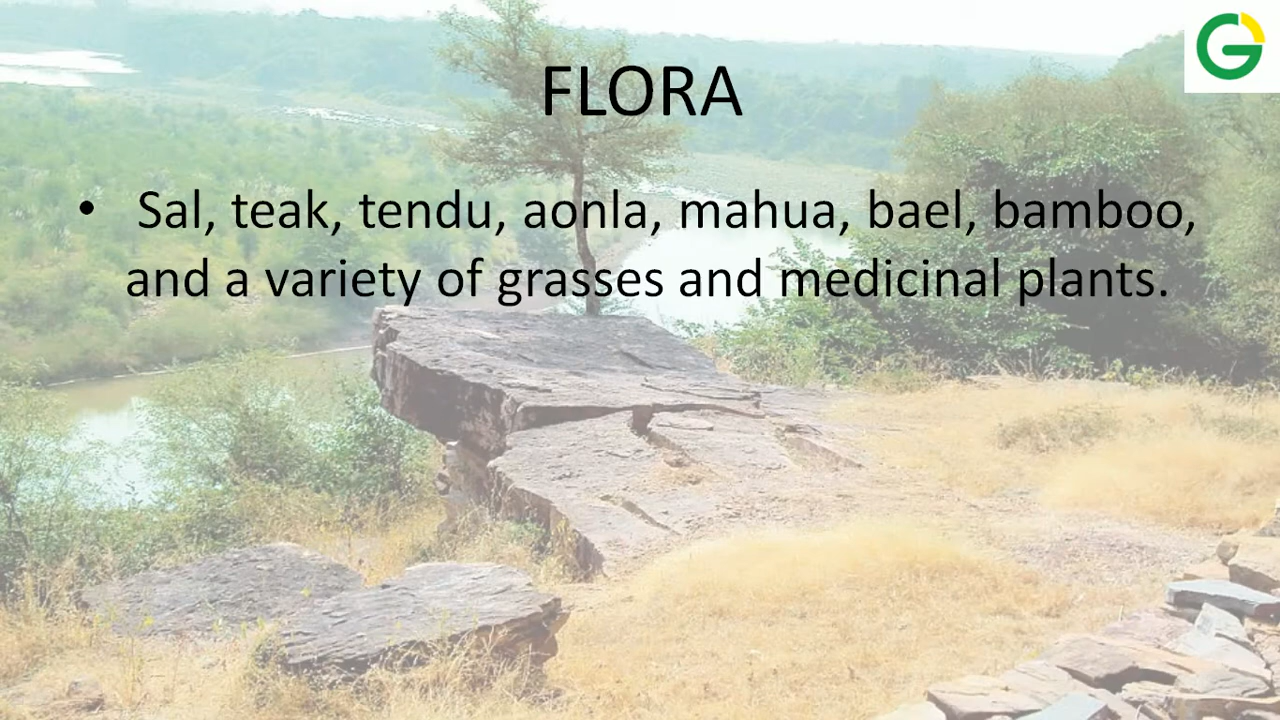 G
FLORA
• Sal, teak, tendu, aonla, mahua, bael, bamboo,
and a variety of grasses and medicinal plants.